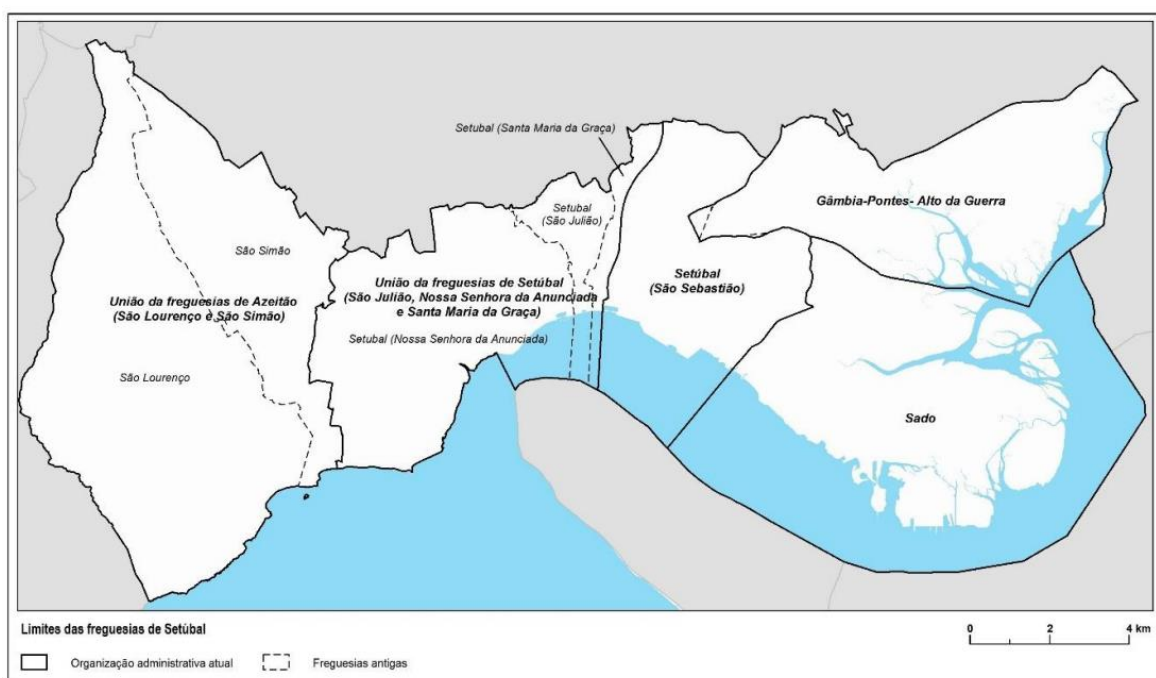 Setubal (Santa Maria da Graça)
Setubal
(São Julião)
Gâmbia-Pontes- Alto da Guerra
São Simão
União da freguesias de Setúbal
(São Julião, Nossa Senhora da Anunciada
e Santa Maria da Graça)
Setúbal
(São Sebastião)
União da freguesias de Azeitão
(São Lourenço e São Simão)
Setubal (Nossa Senhora da Anunciada)
São Lourenço
Sado
Limites das freguesias de Setúbal
0 2 4 km
Organização administrativa atual
Freguesias antigas